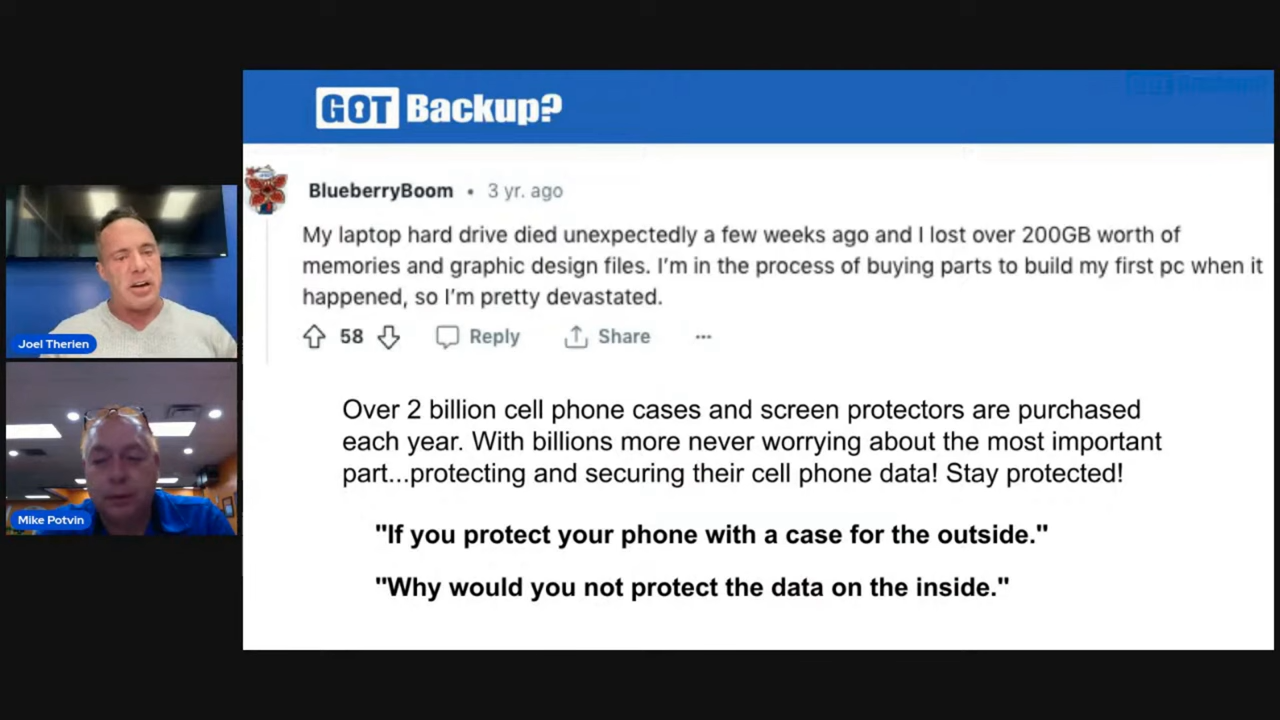 GOT Backup?
GOT Backup?
BlueberryBoom • 3 yr. ago
My laptop hard drive died unexpectedly a few weeks ago and I lost over 200GB worth of
memories and graphic design files. I'm in the process of buying parts to build my first pc when it
happened, so I'm pretty devastated.
58 Reply Share ...
Over 2 billion cell phone cases and screen protectors are purchased
each year. With billions more never worrying about the most important
part...protecting and securing their cell phone data! Stay protected!
"If you protect your phone with a case for the outside."
"Why would you not protect the data on the inside."
Joel Therien
Mike Potvin